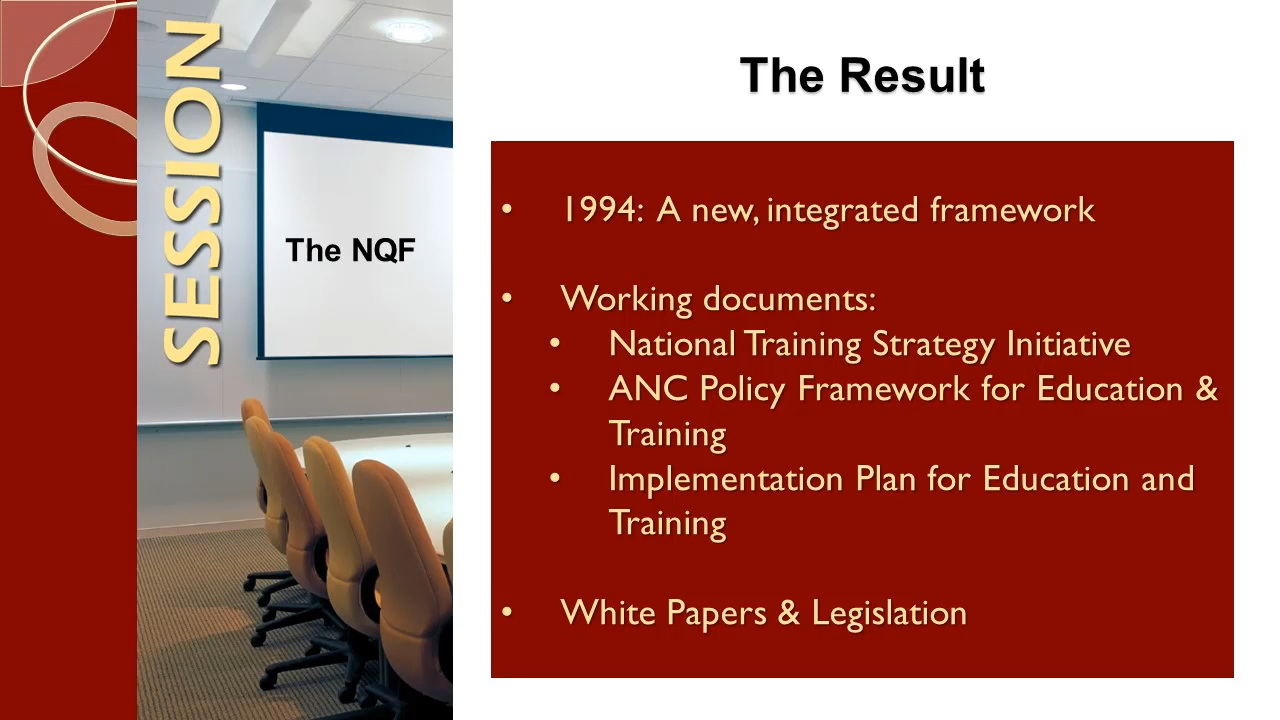 SESSION
The NQF
The Result
• 1994: A new, integrated framework
• Working documents:
• National Training Strategy Initiative
• ANC Policy Framework for Education &
Training
• Implementation Plan for Education and
Training
• White Papers & Legislation